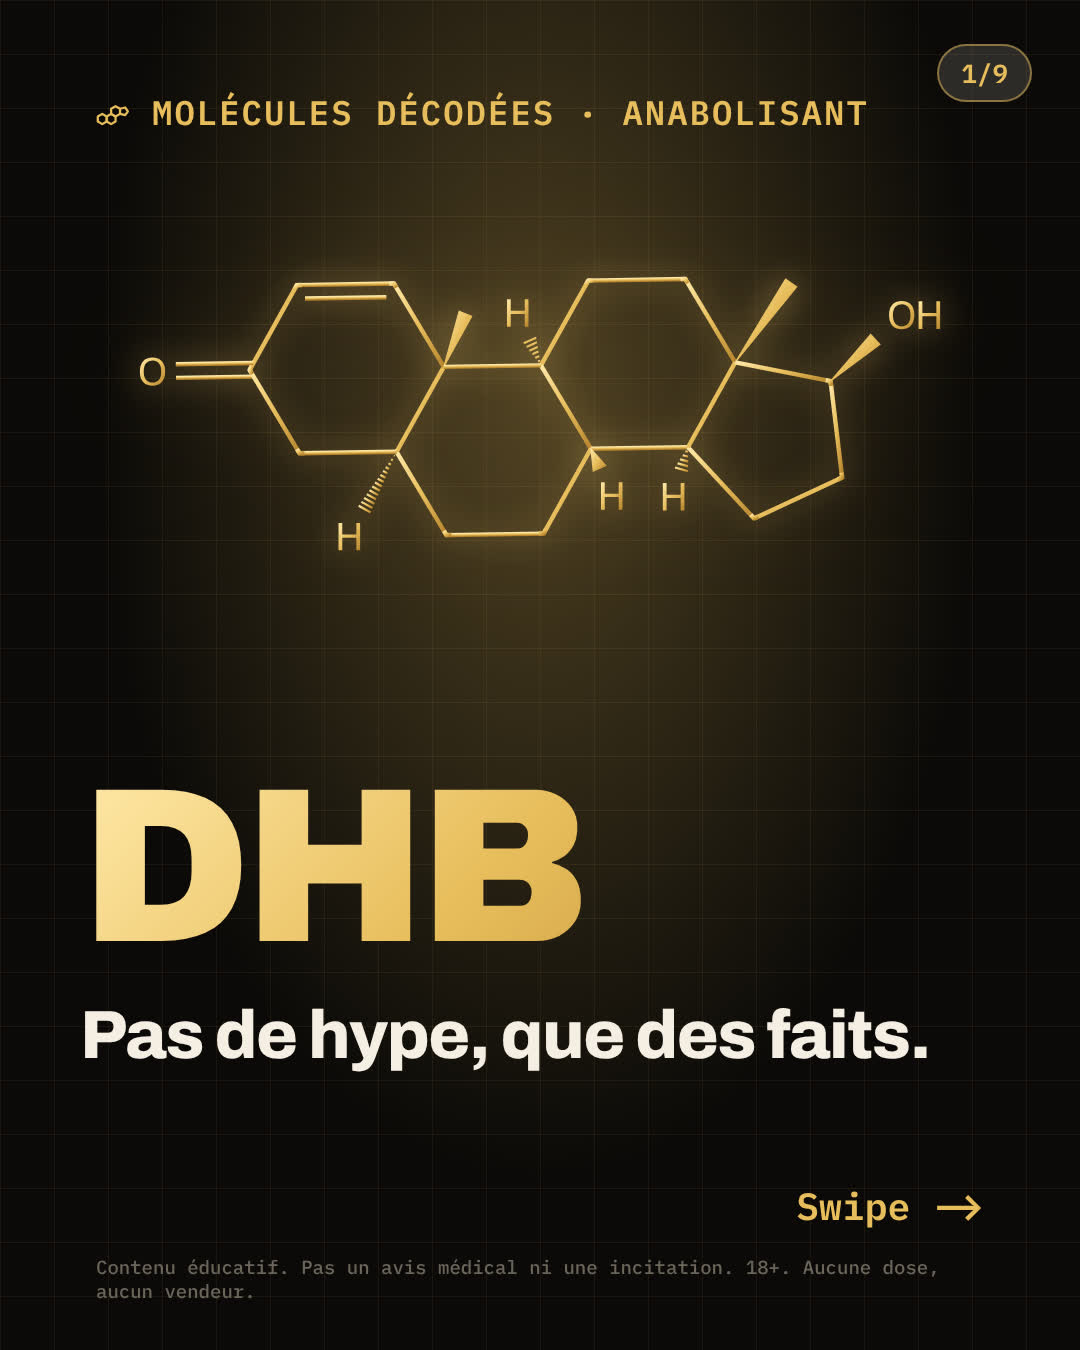 1/9
MOLÉCULES DÉCODÉES · ANABOLISANT
H
OH
O
H
H
H
DHB
Pas de hype, que des faits.
Swipe →
Contenu éducatif. Pas un avis médical ni une incitation. 18+. Aucune dose,
aucun vendeur.